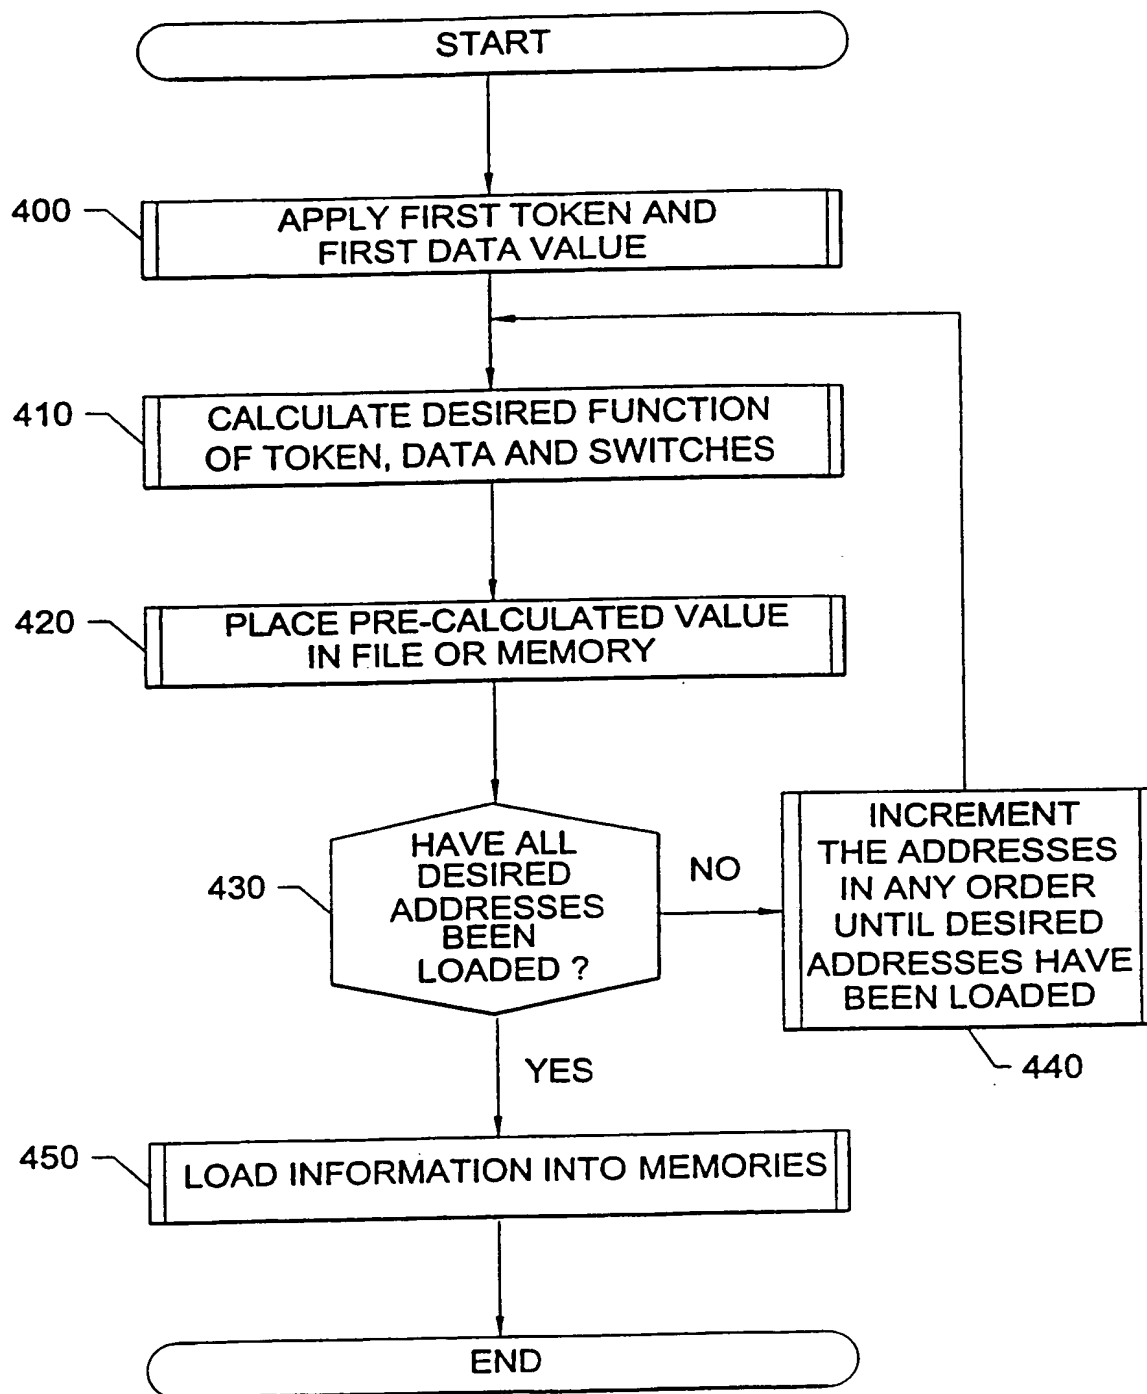 START
400
APPLY FIRST TOKEN AND
FIRST DATA VALUE
410
CALCULATE DESIRED FUNCTION
OF TOKEN, DATA AND SWITCHES
420
PLACE PRE-CALCULATED VALUE
IN FILE OR MEMORY
430
HAVE ALL
DESIRED
ADDRESSES
BEEN
LOADED ?
NO
INCREMENT
THE ADDRESSES
IN ANY ORDER
UNTIL DESIRED
ADDRESSES HAVE
BEEN LOADED
440
YES
450
LOAD INFORMATION INTO MEMORIES
END